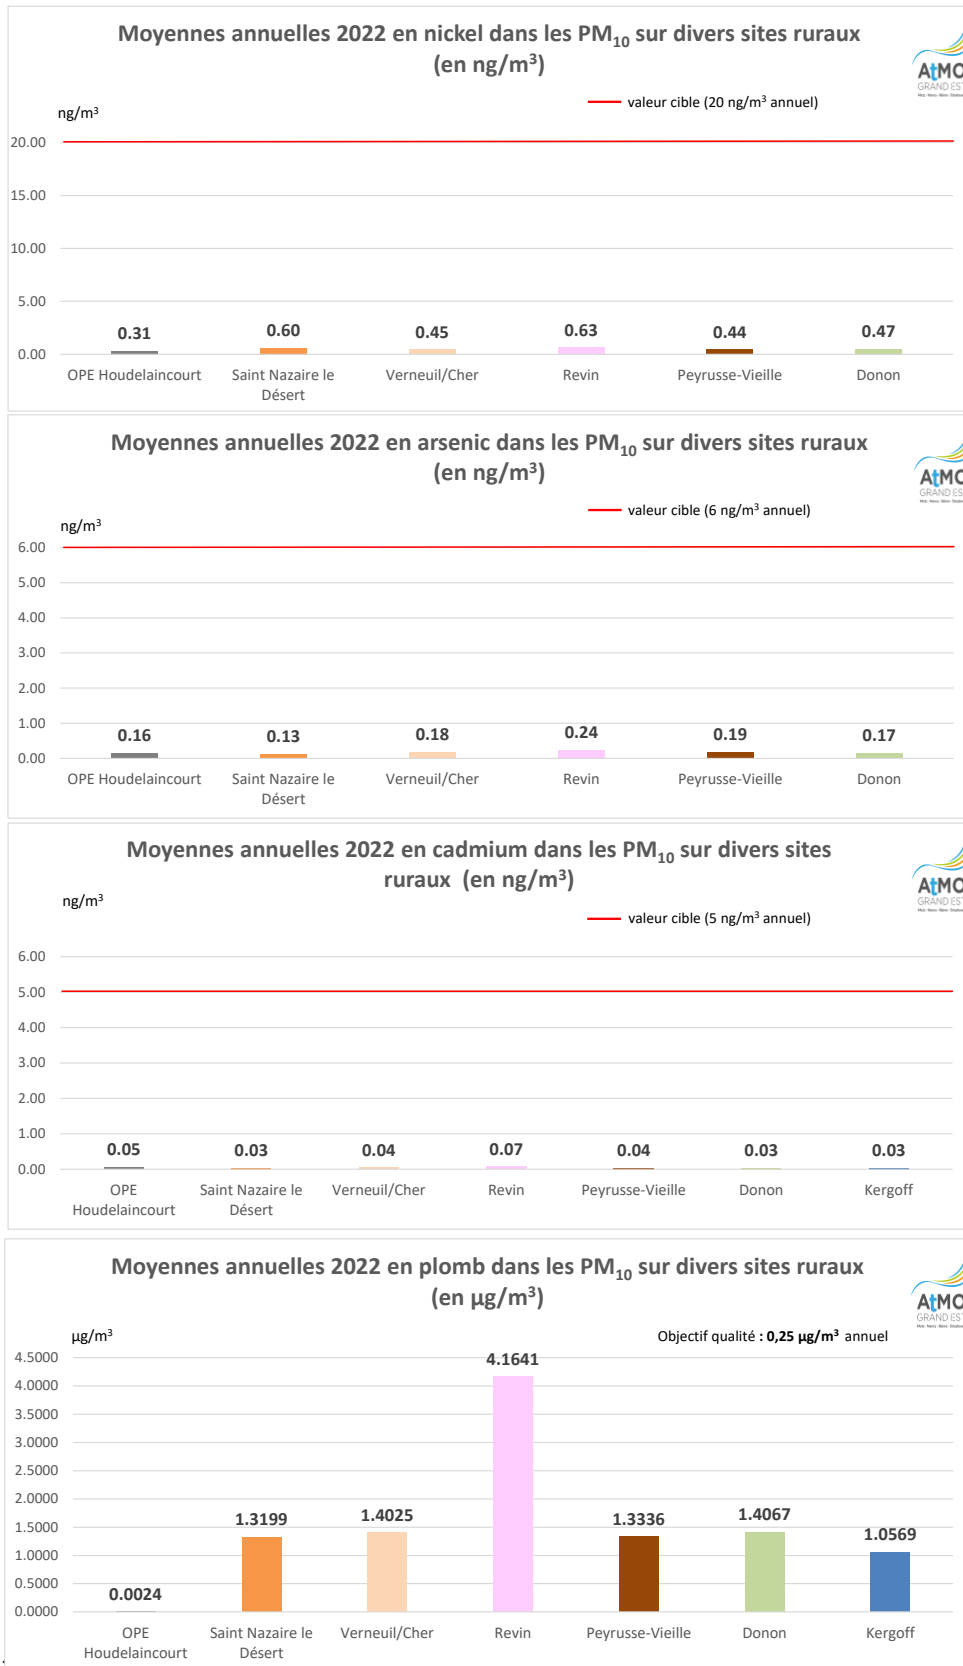 Moyennes annuelles 2022 en nickel dans les PM10 sur divers sites ruraux
(en ng/m³)
AtMO
GRAND EST
valeur cible (20 ng/m³ annuel)
ng/m³
20.00
15.00
10.00
5.00
0.00
0.31
0.60
0.45
0.63
0.44
0.47
OPE Houdelaincourt
Saint Nazaire le
Désert
Verneuil/Cher
Revin
Peyrusse-Vieille
Donon
Moyennes annuelles 2022 en arsenic dans les PM10 sur divers sites ruraux
(en ng/m³)
AtMO
GRAND ES
valeur cible (6 ng/m³ annuel)
ng/m³
6.00
5.00
4.00
3.00
2.00
1.00
0.00
0.16
0.13
0.18
0.24
0.19
0.17
OPE Houdelaincourt
Saint Nazaire le
Désert
Verneuil/Cher
Revin
Peyrusse-Vieille
Donon
Moyennes annuelles 2022 en cadmium dans les PM10 sur divers sites
ruraux (en ng/m³)
AtMO
GRAND EST
ng/m³
valeur cible (5 ng/m³ annuel)
6.00
5.00
4.00
3.00
2.00
1.00
0.00
0.05
0.03
0.04
0.07
0.04
0.03
0.03
OPE
Houdelaincourt
Saint Nazaire le
Désert
Verneuil/Cher
Revin
Peyrusse-Vieille
Donon
Kergoff
Moyennes annuelles 2022 en plomb dans les PM10 sur divers sites ruraux
(en µg/m³)
AtMO
GRAND EST
µg/m³
Objectif qualité : 0,25 µg/m³ annuel
4.5000
4.0000
3.5000
3.0000
2.5000
2.0000
1.5000
1.0000
0.5000
0.0000
0.0024
1.3199
1.4025
4.1641
1.3336
1.4067
1.0569
OPE
Houdelaincourt
Saint Nazaire le
Désert
Verneuil/Cher
Revin
Peyrusse-Vieille
Donon
Kergoff